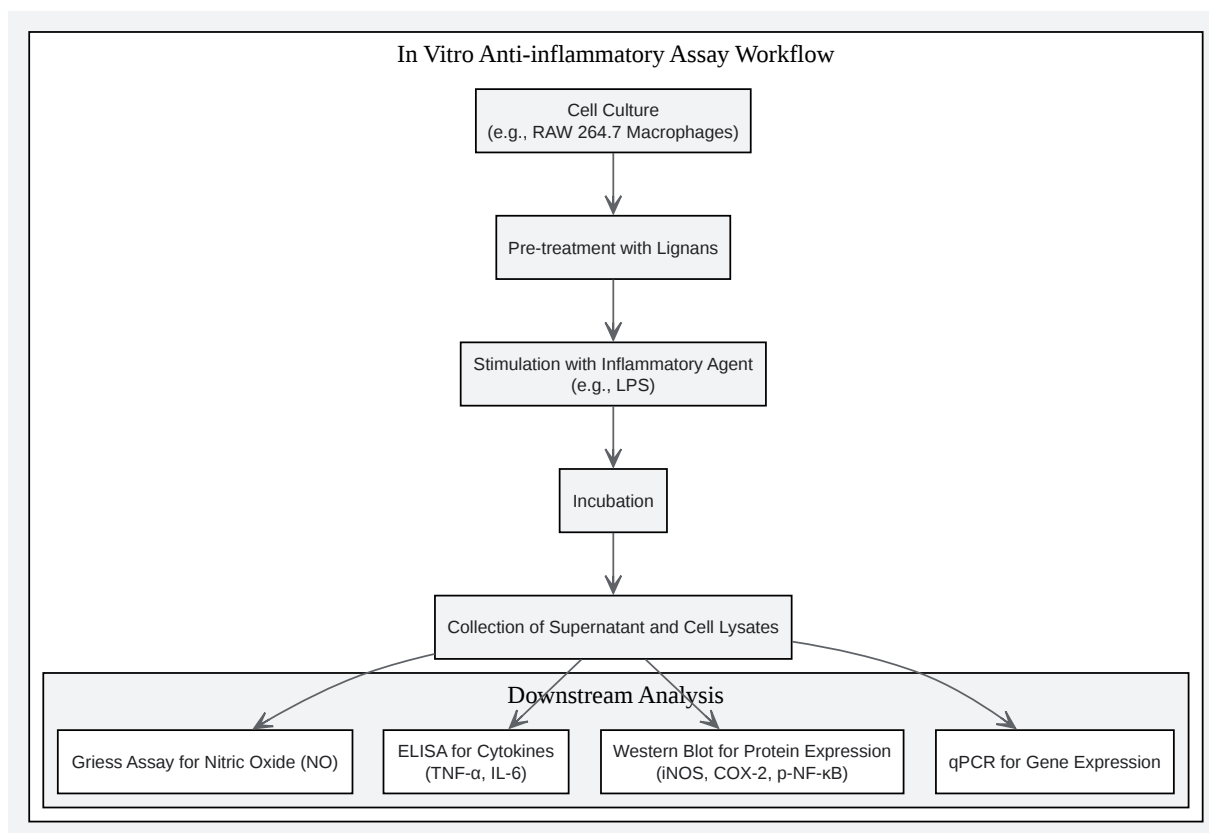 In Vitro Anti-inflammatory Assay Workflow
Cell Culture
(e.g., RAW 264.7 Macrophages)
Pre-treatment with Lignans
Stimulation with Inflammatory Agent
(e.g., LPS)
Incubation
Collection of Supernatant and Cell Lysates
Downstream Analysis
Griess Assay for Nitric Oxide (NO)
ELISA for Cytokines
(TNF-α, IL-6)
Western Blot for Protein Expression
(iNOS, COX-2, p-NF-κB)
qPCR for Gene Expression